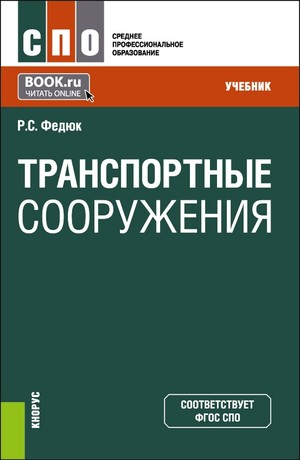 СПО
СРЕДНЕЕ
ПРОФЕССИОНАЛЬНОЕ
ОБРАЗОВАНИЕ
BOOK.ru
ЧИТАТЬ ONLINE
УЧЕБНИК
Р.С. Федюк
ТРАНСПОРТНЫЕ
СООРУЖЕНИЯ
СООТВЕТСТВУЕТ
ФГОС СПО
КНОРУС